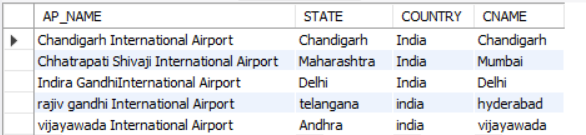 AP_NAME STATE COUNTRY CNAME
Chandigarh International Airport Chandigarh India Chandigarh
Chhatrapati Shivaji International Airport Maharashtra India Mumbai
Indira GandhiInternational Airport Delhi India Delhi
rajiv gandhi International Airport telangana india hyderabad
vijayawada International Airport Andhra india vijayawada